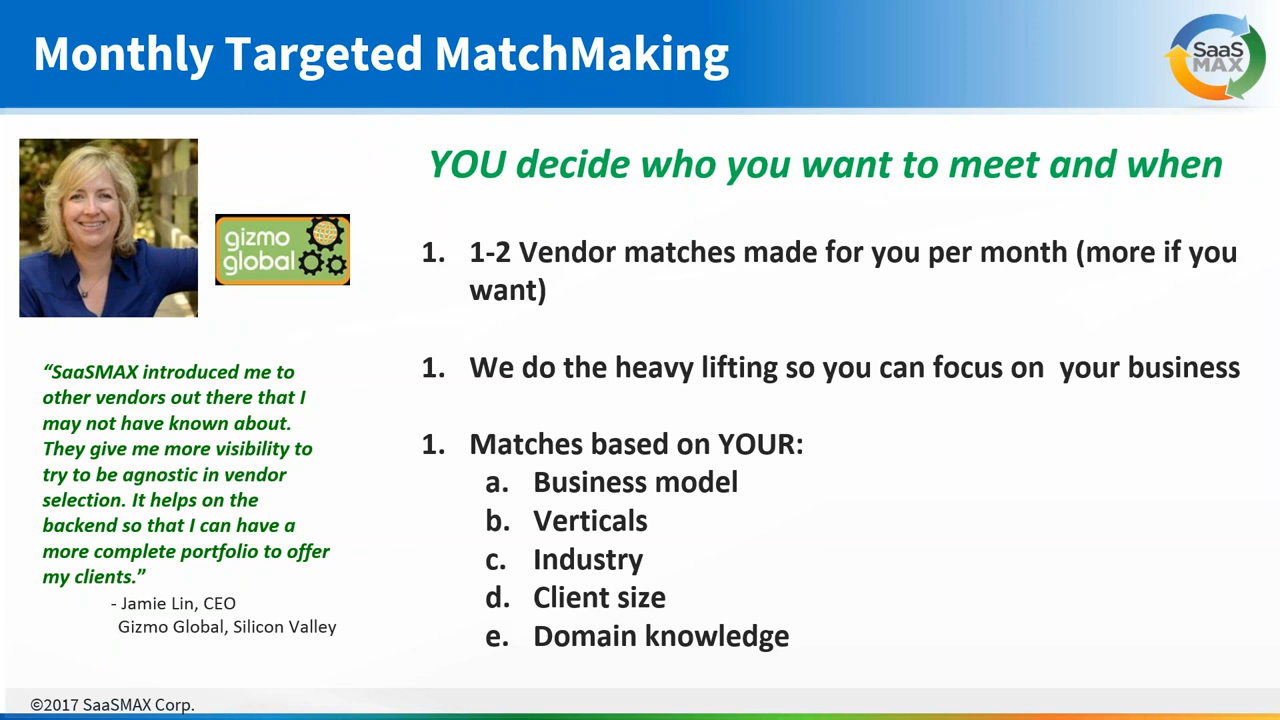 Monthly Targeted MatchMaking
SaaS
MAX
YOU decide who you want to meet and when
gizmo
global
1. 1-2 Vendor matches made for you per month (more if you
want)
1. We do the heavy lifting so you can focus on  your business
1. Matches based on YOUR:
a. Business model
b. Verticals
c. Industry
d. Client size
e. Domain knowledge
“SaaSMAX introduced me to
other vendors out there that I
may not have known about.
They give me more visibility to
try to be agnostic in vendor
selection. It helps on the
backend so that I can have a
more complete portfolio to offer
my clients.”
- Jamie Lin, CEO
Gizmo Global, Silicon Valley
©2017 SaaSMAX Corp.